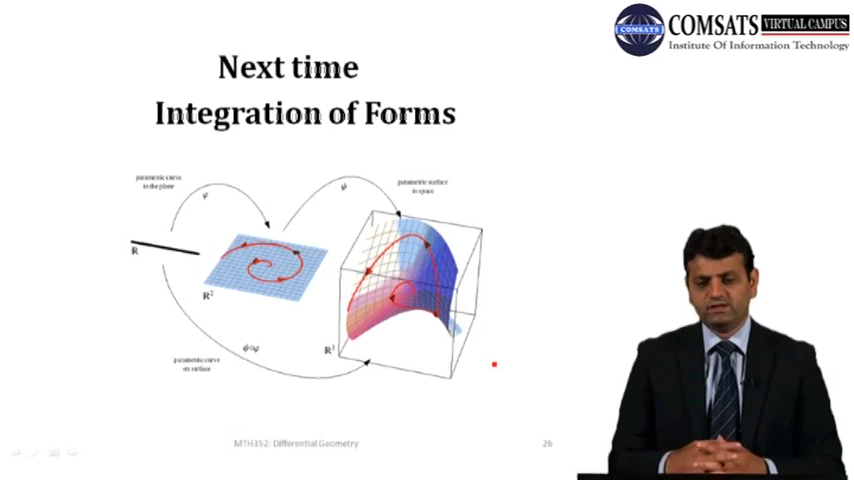 COMSATS VIRTUAL CAMPUS
COMSATS
Institute Of Information Technology
Next time
Integration of Forms
parametric curve
in the plane
φ
ψ
parametric surface
in space
R
R²
R³
ψ∘φ
parametric curve
on surface
MTH352: Differential Geometry
26